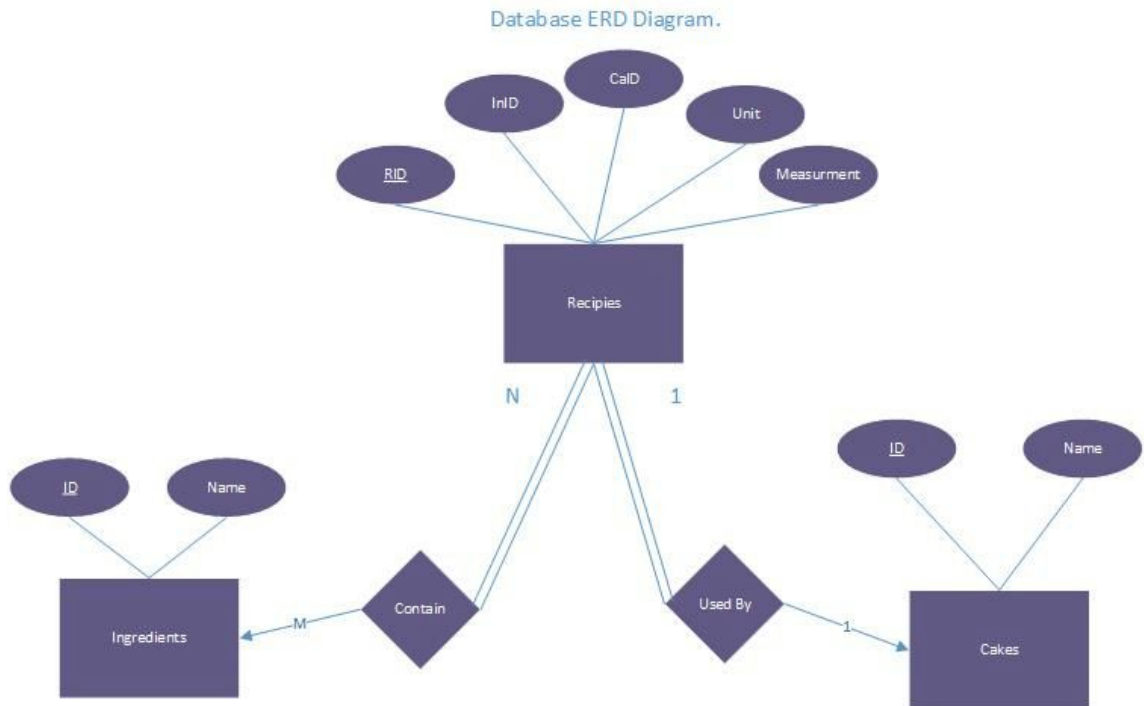 Database ERD Diagram.
CaID
InID
Unit
RID
Measurment
Recipies
N
1
ID
Name
ID
Name
Contain
Used By
M
1
Ingredients
Cakes